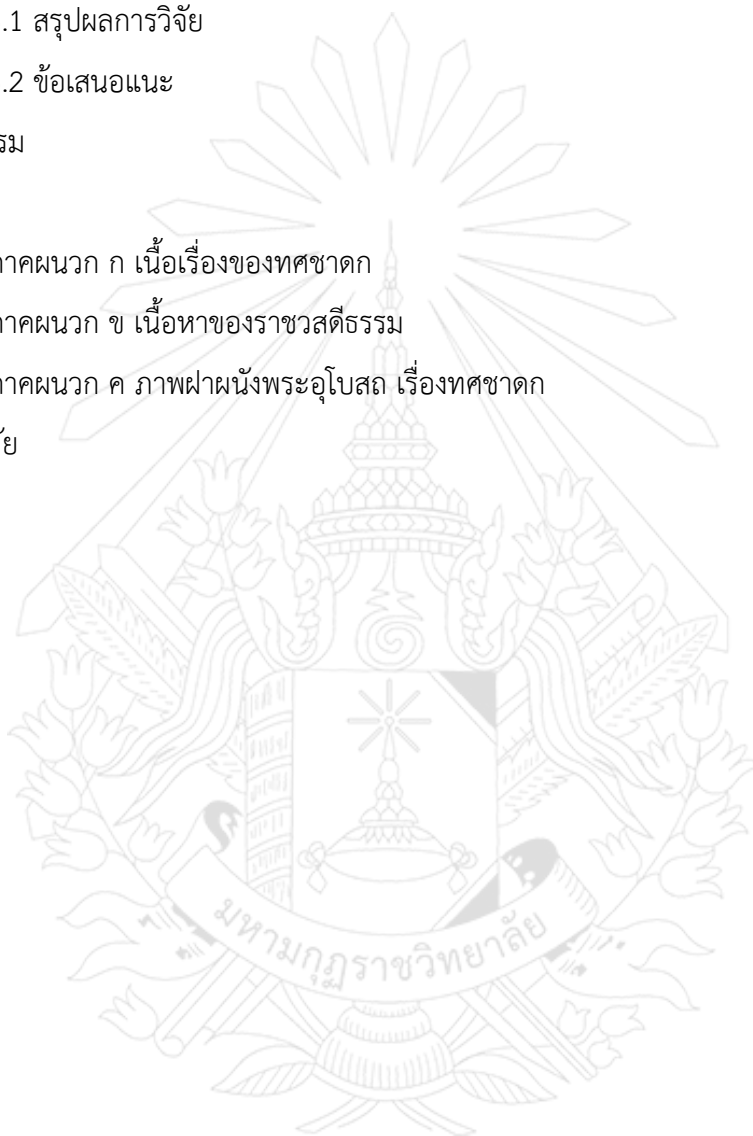 .1 สรุปผลการวิจัย
.2 ข้อเสนอแนะ
รม
าคผนวก ก เนื้อเรื่องของทศชาดก
าคผนวก ข เนื้อหาของราชวสดีธรรม
าคผนวก ค ภาพฝาผนังพระอุโบสถ เรื่องทศชาดก
ัย
มหามกุฏราชวิทยาลัย